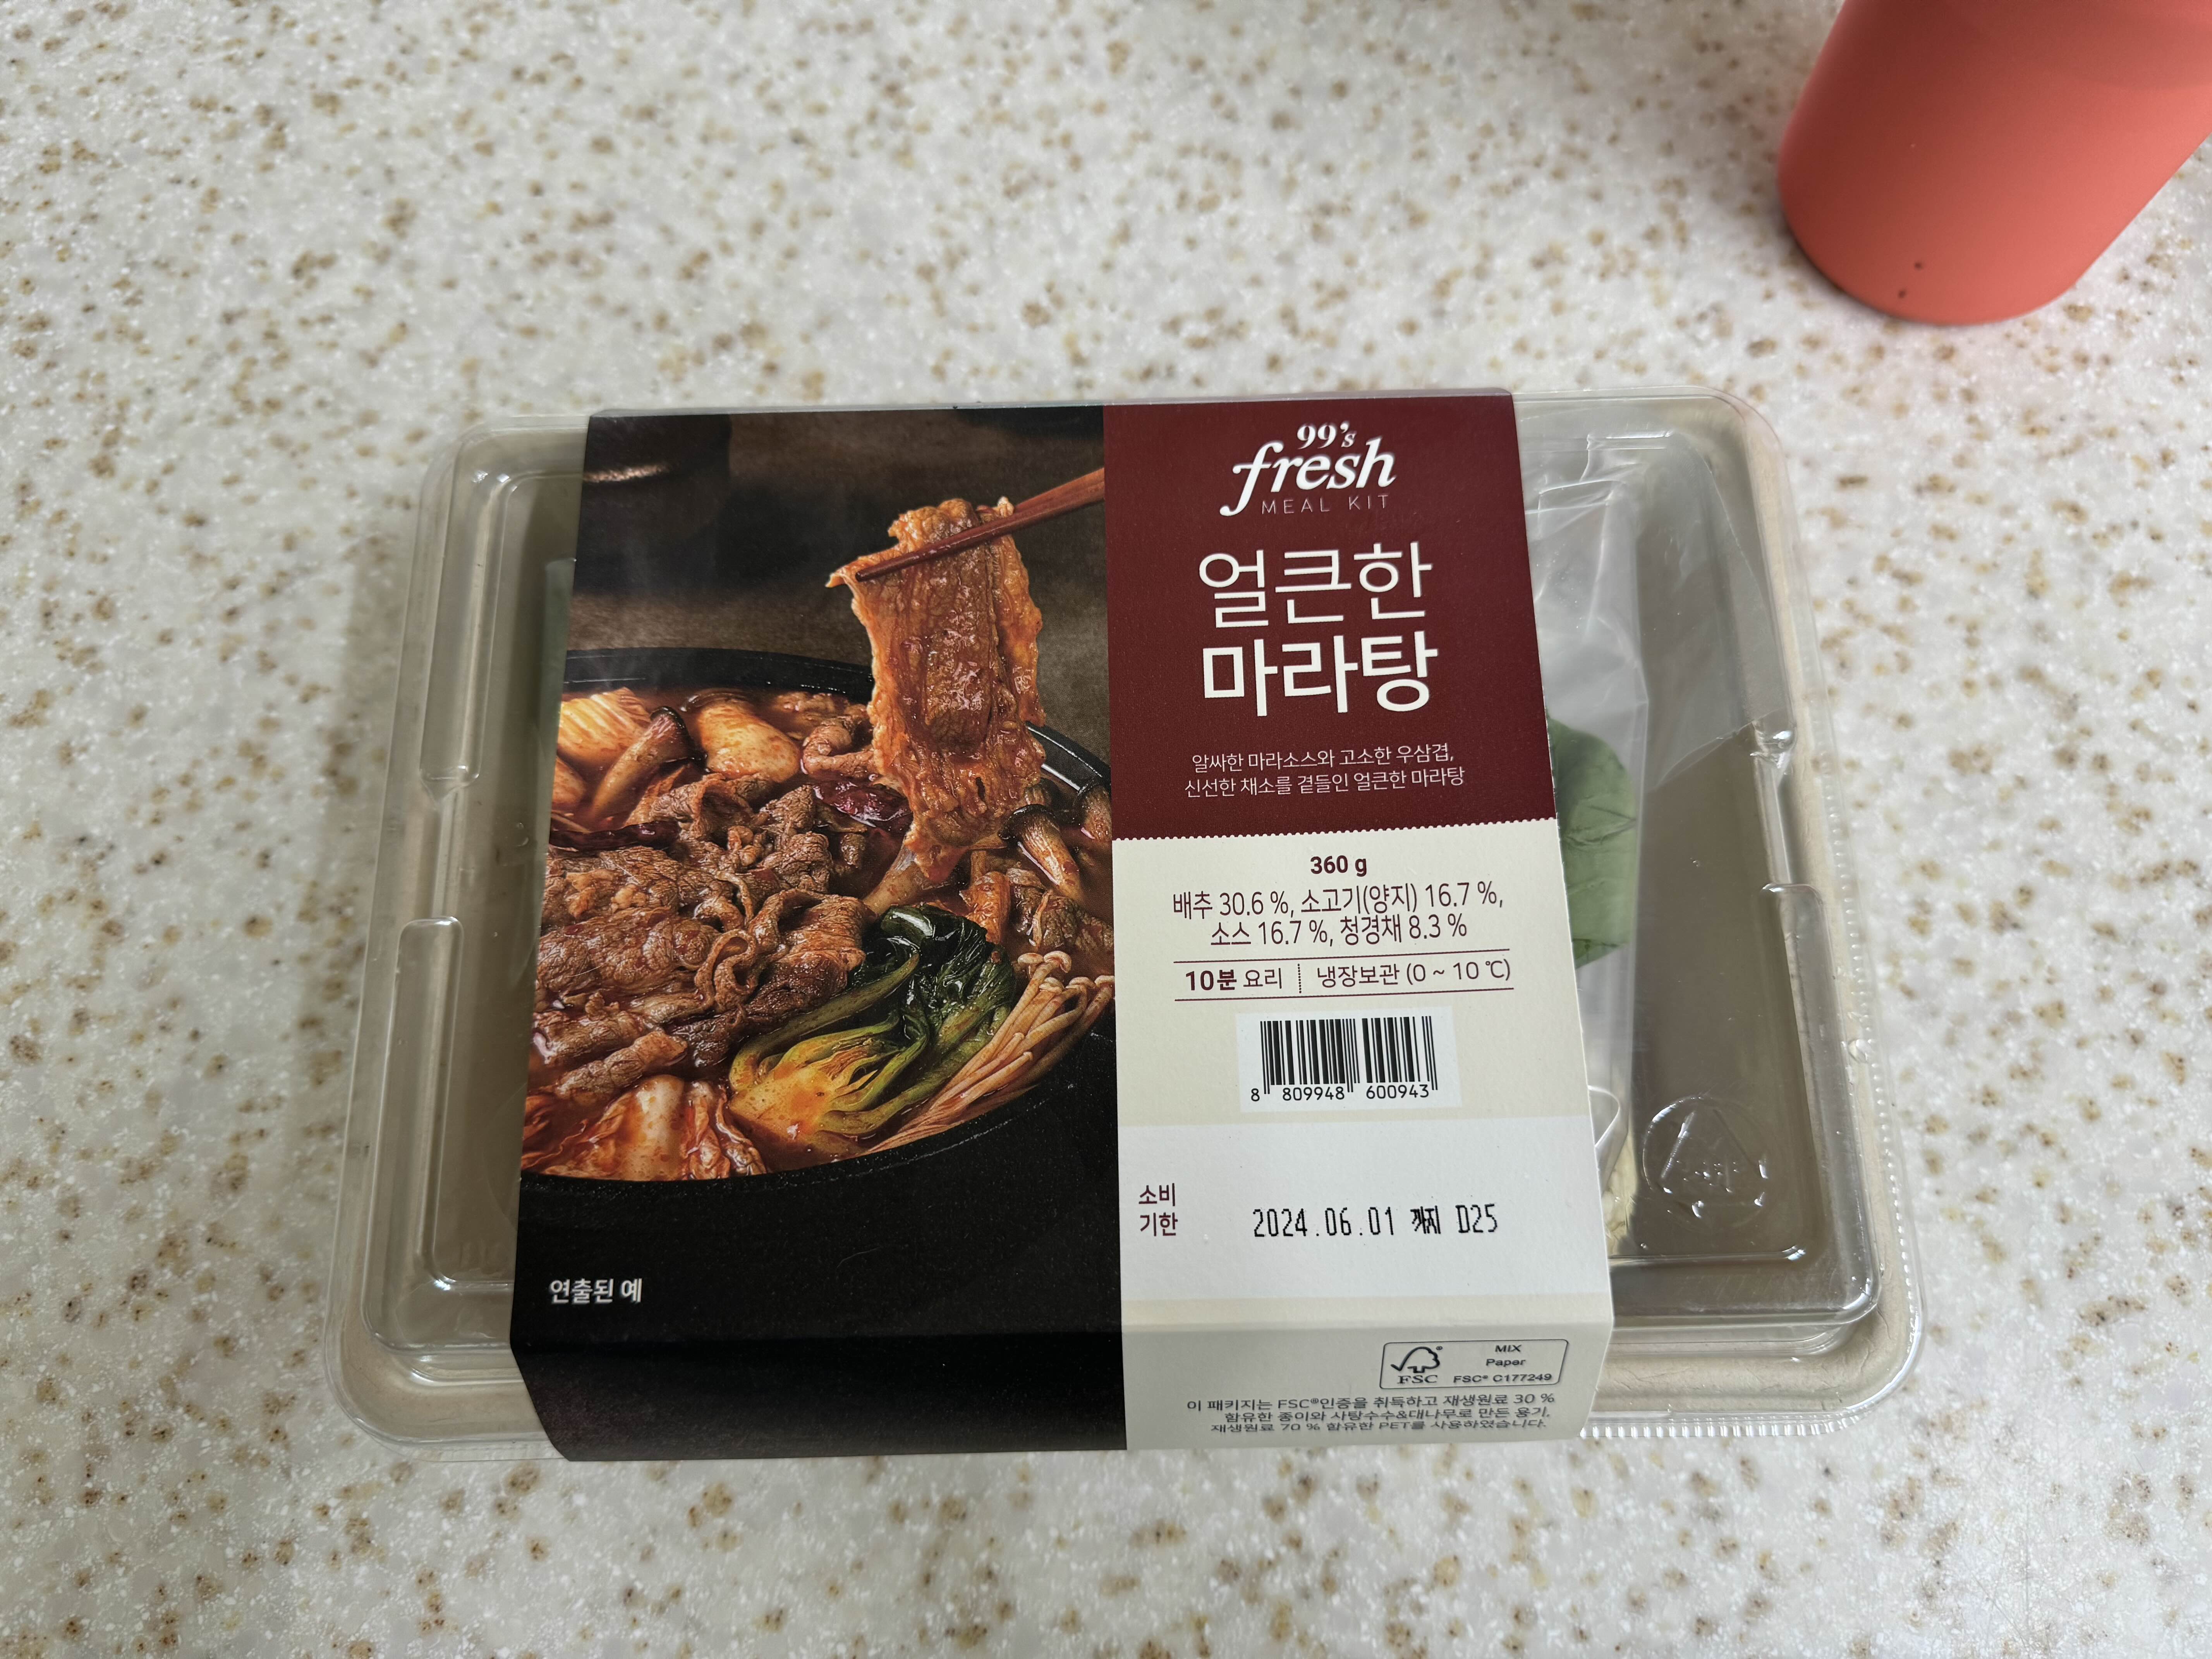 99's
fresh
MEAL KIT
얼큰한
마라탕
알싸한 마라소스와 고소한 우삼겹,
신선한 채소를 곁들인 얼큰한 마라탕
360 g
배추 30.6 %, 소고기(양지) 16.7 %,
소스 16.7 %, 청경채 8.3 %
10분 요리 냉장보관 (0 ~ 10 ℃)
8 809948 600943
소비
기한
2024.06.01 까지 D25
연출된 예
MIX
Paper
FSC FSC® C177249
이 패키지는 FSC®인증을 취득하고 재생원료 30 %
함유한 종이와 사탕수수&대나무로 만든 용기,
재생원료 70 % 함유한 PET를 사용하였습니다.